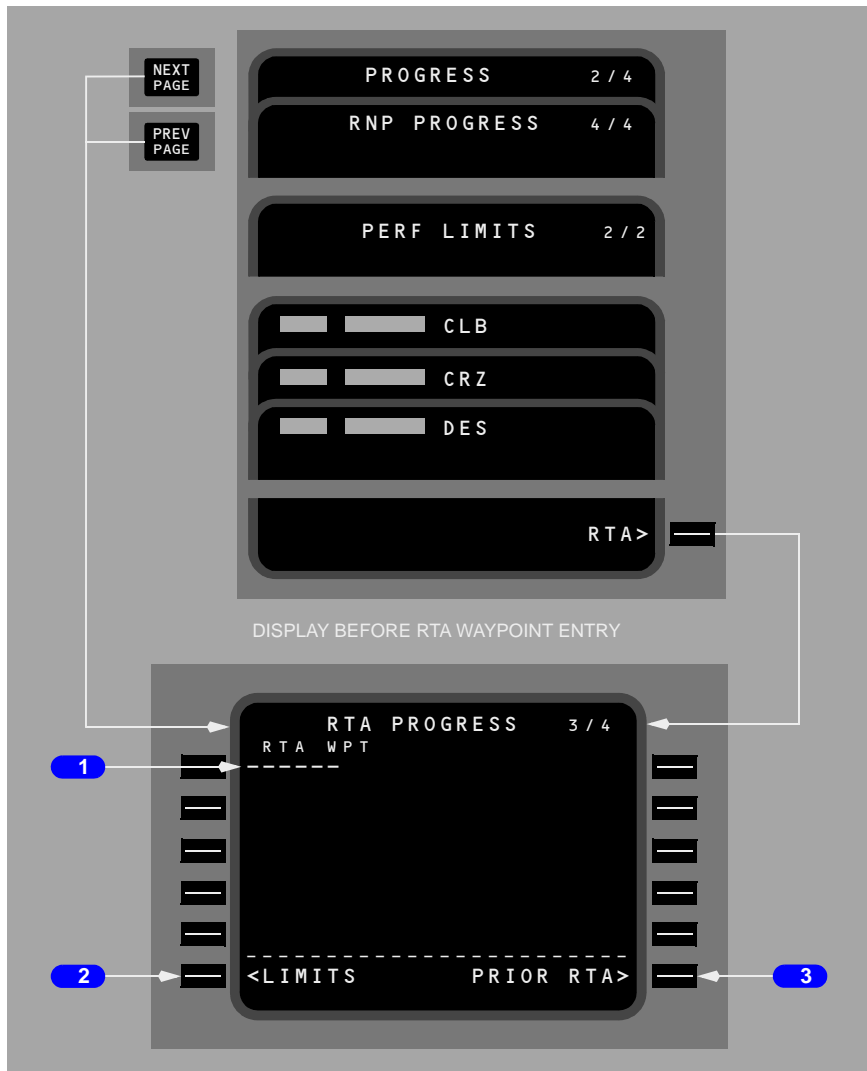 NEXT
PAGE
PREV
PAGE
PROGRESS 2/4
RNP PROGRESS 4/4
PERF LIMITS 2/2
CLB
CRZ
DES
RTA>
DISPLAY BEFORE RTA WAYPOINT ENTRY
RTA PROGRESS 3/4
RTA WPT
1 ------
------------------------
2 <LIMITS PRIOR RTA> 3